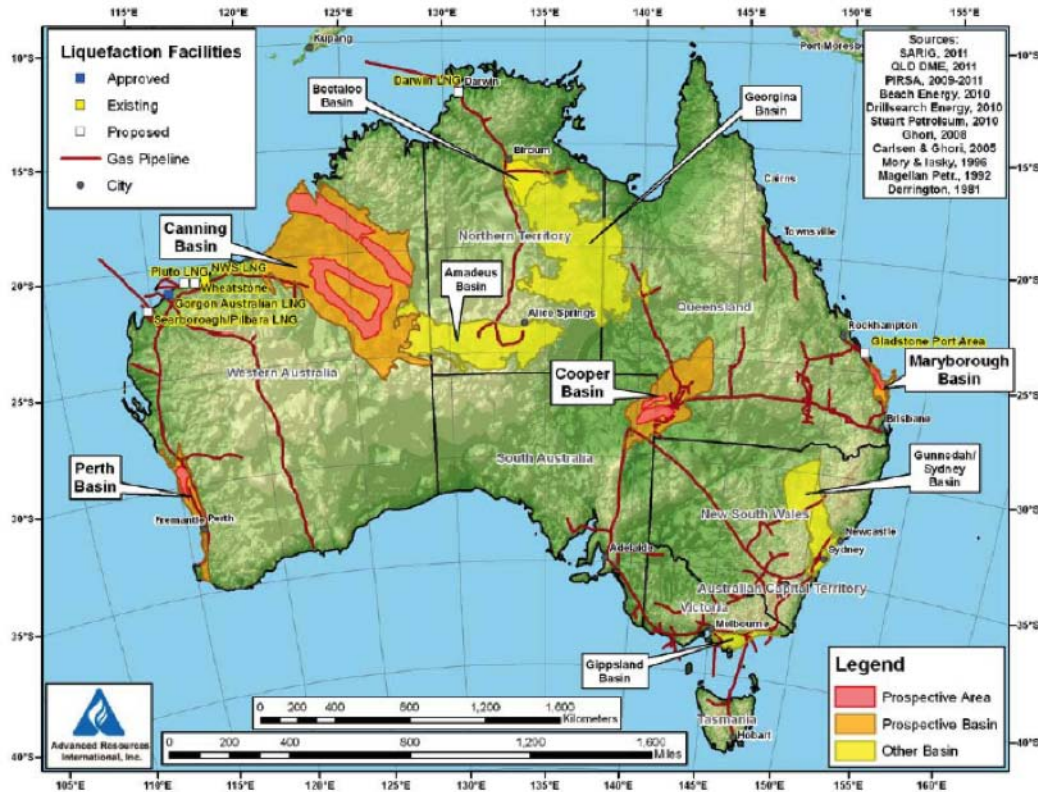 115°E
120°E
125°E
130°E
135°E
140°E
145°E
150°E
155°E
Liquefaction Facilities
Approved
Existing
Proposed
Gas Pipeline
City
Sources:
SARIG, 2011
QLD DME, 2011
PIRSA, 2009-2011
Beach Energy, 2010
Drillsearch Energy, 2010
Stuart Petroleum, 2010
Ghori, 2008
Carlsen & Ghori, 2005
Mory & Iasky, 1996
Magellan Petr., 1992
Derrington, 1981
Kupang
Port Moresby
10°S
10°S
Darwin LNG
Darwin
Beetaloo
Basin
Georgina
Basin
Birdum
15°S
15°S
Cairns
Canning
Basin
Northern Territory
Townsville
Pluto LNG
NWS LNG
Wheatstone
Gorgon Australian LNG
Scarborough/Pilbara LNG
20°S
20°S
Amadeus
Basin
Alice Springs
Queensland
Rockhampton
Gladstone Port Area
Maryborough
Basin
Western Australia
Cooper
Basin
25°S
25°S
Brisbane
South Australia
Gunnedah/
Sydney
Basin
Perth
Basin
Fremantle
Perth
New South Wales
Newcastle
Sydney
30°S
30°S
Adelaide
Australian Capital Territory
Victoria
Melbourne
35°S
35°S
Gippsland
Basin
Tasmania
Hobart
Legend
Prospective Area
Prospective Basin
Other Basin
Advanced Resources
International, Inc.
0 200 400 800 1,200 1,600
Kilometers
0 200 400 800 1,200 1,600
Miles
40°S
40°S
105°E
110°E
115°E
120°E
125°E
130°E
135°E
140°E
145°E
150°E
155°E
160°E